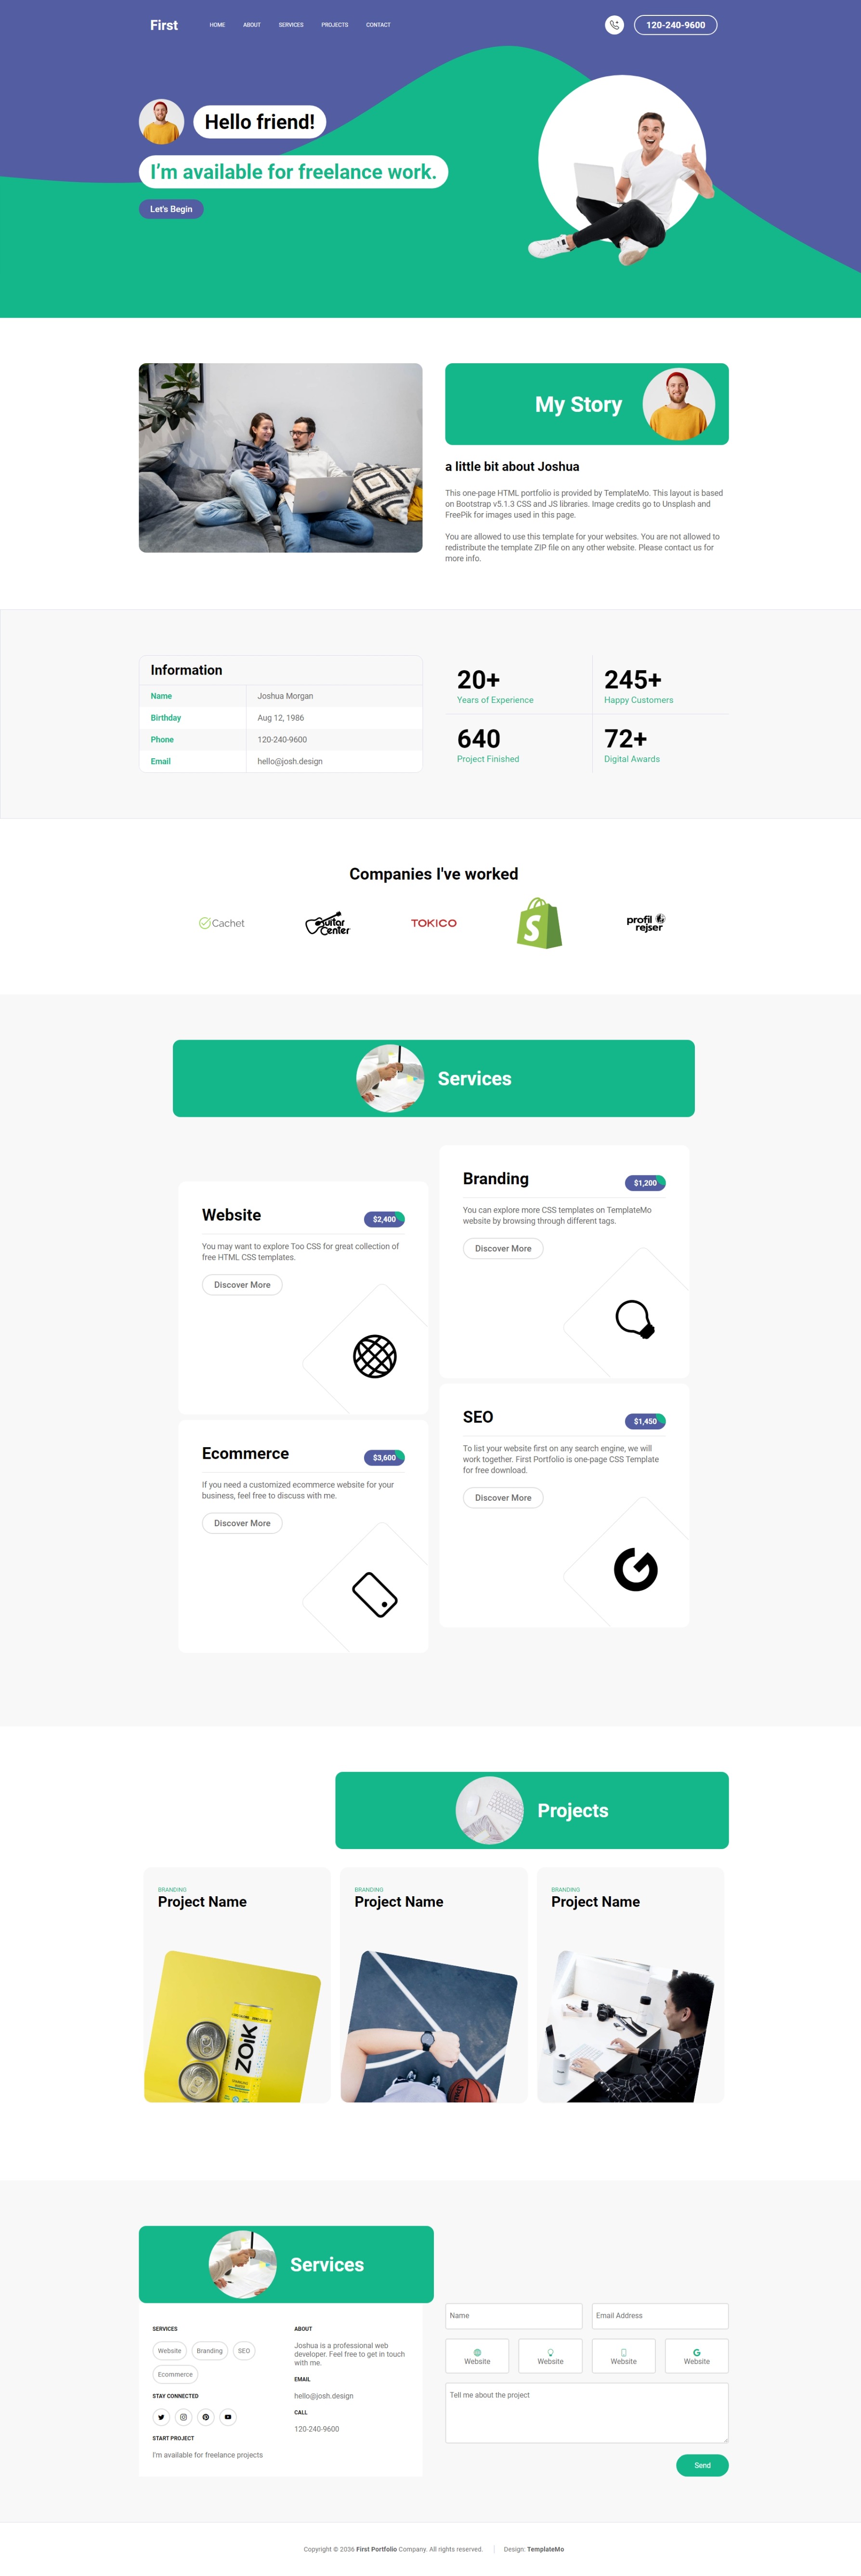 First
HOME ABOUT SERVICES PROJECTS CONTACT
120-240-9600
Hello friend!
I'm available for freelance work.
Let's Begin
My Story
a little bit about Joshua
This one-page HTML portfolio is provided by TemplateMo. This layout is based
on Bootstrap v5.1.3 CSS and JS libraries. Image credits go to Unsplash and
FreePik for images used in this page.
You are allowed to use this template for your websites. You are not allowed to
redistribute the template ZIP file on any other website. Please contact us for
more info.
Information
Name Joshua Morgan
Birthday Aug 12, 1986
Phone 120-240-9600
Email hello@josh.design
20+
Years of Experience
245+
Happy Customers
640
Project Finished
72+
Digital Awards
Companies I've worked
Cachet
Guitar
Center
TOKICO
S
profil
rejser
Services
Website
$2,400
You may want to explore Too CSS for great collection of
free HTML CSS templates.
Discover More
Branding
$1,200
You can explore more CSS templates on TemplateMo
website by browsing through different tags.
Discover More
Ecommerce
$3,600
If you need a customized ecommerce website for your
business, feel free to discuss with me.
Discover More
SEO
$1,450
To list your website first on any search engine, we will
work together. First Portfolio is one-page CSS Template
for free download.
Discover More
Projects
BRANDING
Project Name
BRANDING
Project Name
BRANDING
Project Name
ZOIK
Services
SERVICES
Website Branding SEO
Ecommerce
STAY CONNECTED
START PROJECT
I'm available for freelance projects
ABOUT
Joshua is a professional web
developer. Feel free to get in touch
with me.
EMAIL
hello@josh.design
CALL
120-240-9600
Name
Email Address
Website
Website
Website
Website
Tell me about the project
Send
Copyright © 2036 First Portfolio Company. All rights reserved.
Design: TemplateMo